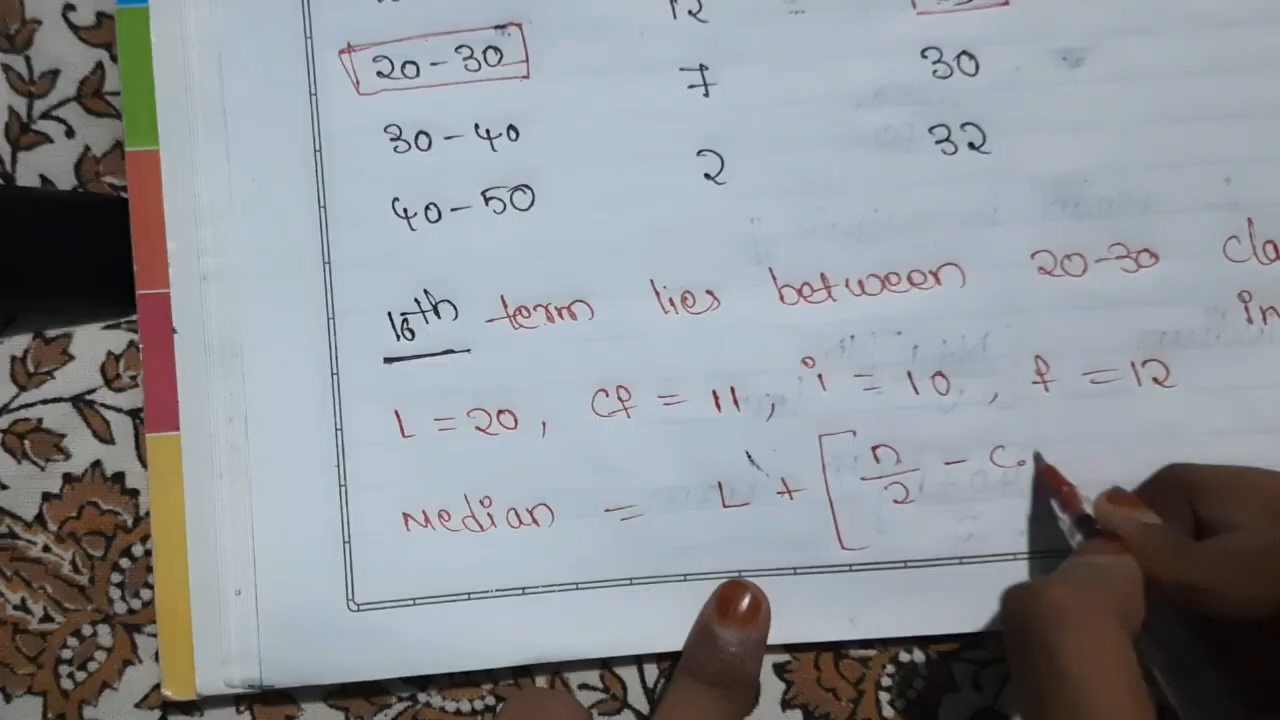 12
20-30 7 30
30-40 2 32
40-50
16th term lies between 20-30 cla
in
L = 20, cf = 11, i = 10, f = 12
Median = L + [ n/2 - c.